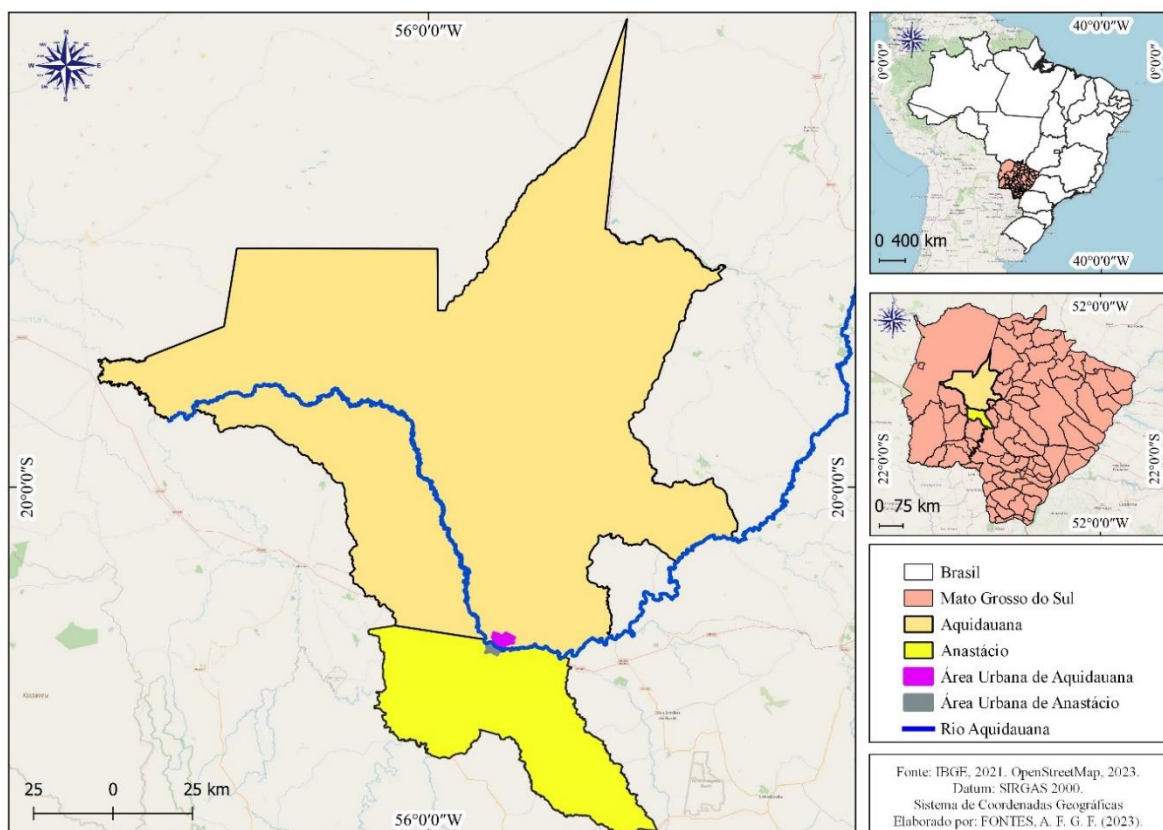 56°0'0"W
N
W
E
S
20°0'0"S
20°0'0"S
25 0 25 km
56°0'0"W
40°0'0"W
0°0'0"
0°0'0"
0 400 km
40°0'0"W
52°0'0"W
22°0'0"S
22°0'0"S
0 75 km
52°0'0"W
Brasil
Mato Grosso do Sul
Aquidauana
Anastácio
Área Urbana de Aquidauana
Área Urbana de Anastácio
Rio Aquidauana
Fonte: IBGE, 2021. OpenStreetMap, 2023.
Datum: SIRGAS 2000.
Sistema de Coordenadas Geográficas
Elaborado por: FONTES, A. F. G. F. (2023).